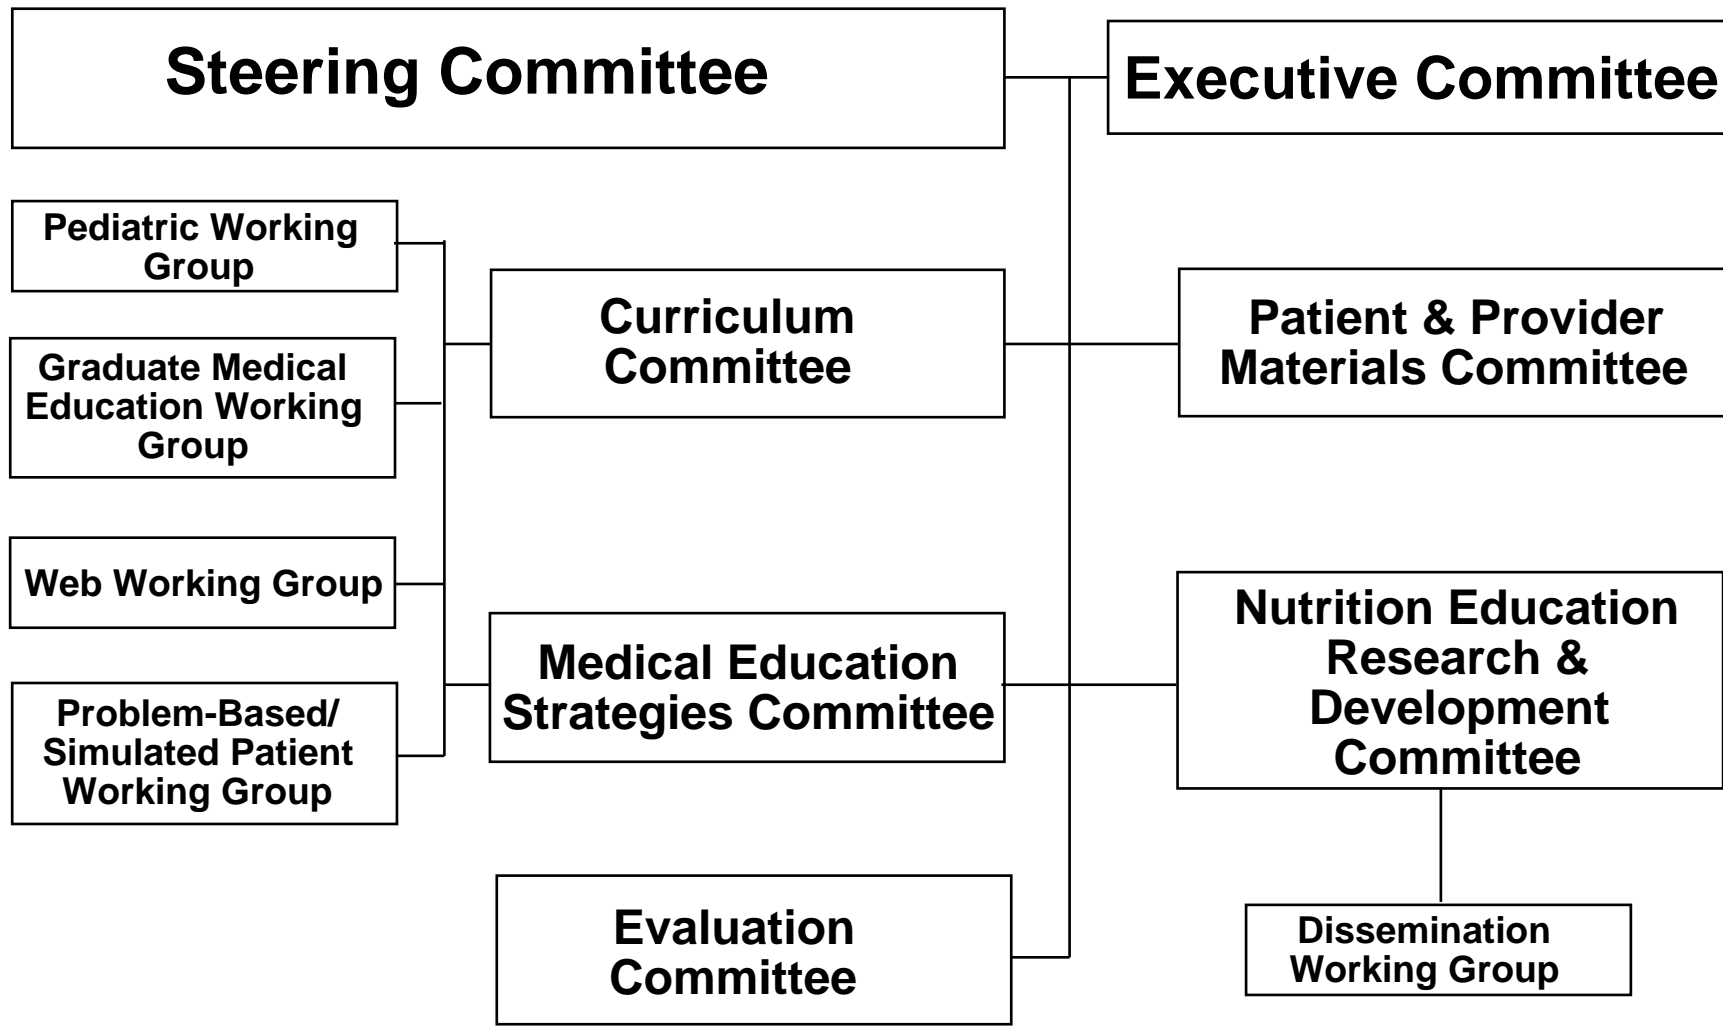 Steering Committee
Executive Committee
Pediatric Working
Group
Graduate Medical
Education Working
Group
Web Working Group
Problem-Based/
Simulated Patient
Working Group
Curriculum
Committee
Medical Education
Strategies Committee
Evaluation
Committee
Patient & Provider
Materials Committee
Nutrition Education
Research &
Development
Committee
Dissemination
Working Group